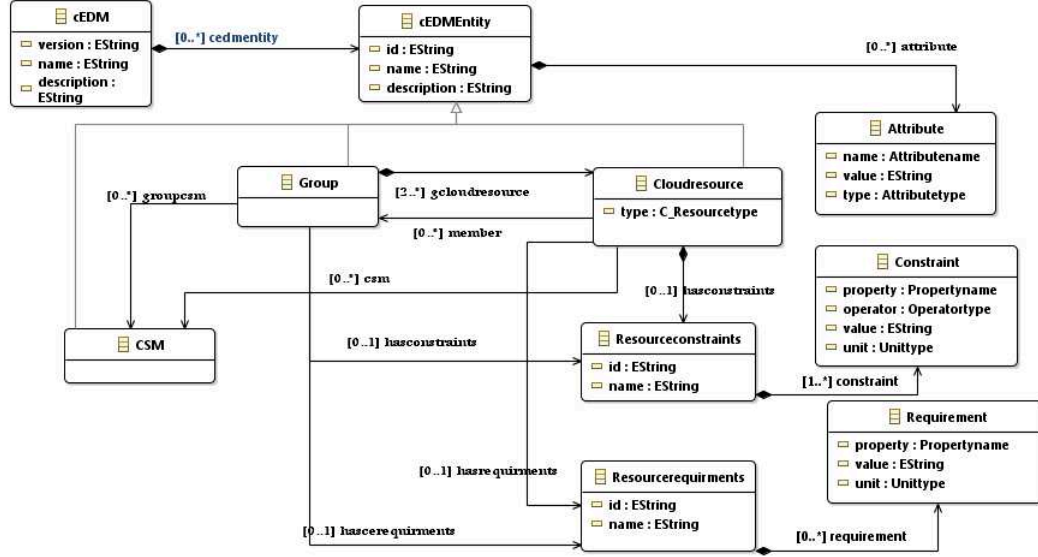 cEDM
version : EString
name : EString
description :
EString
[0..*] cedmentity
cEDMEntity
id : EString
name : EString
description : EString
[0..*] attribute
Attribute
name : Attributename
value : EString
type : Attributetype
Group
[2..*] gcloudresource
Cloudresource
type : C_Resourcetype
[0..*] groupcsm
[0..*] member
[0..*] csm
[0..1] hasconstraints
Constraint
property : Propertyname
operator : Operatortype
value : EString
unit : Unittype
CSM
[0..1] hasconstraints
Resourceconstraints
id : EString
name : EString
[1..*] constraint
Requirement
property : Propertyname
value : EString
unit : Unittype
[0..1] hasrequirments
Resourcerequirments
id : EString
name : EString
[0..1] hascerequirments
[0..*] requirement